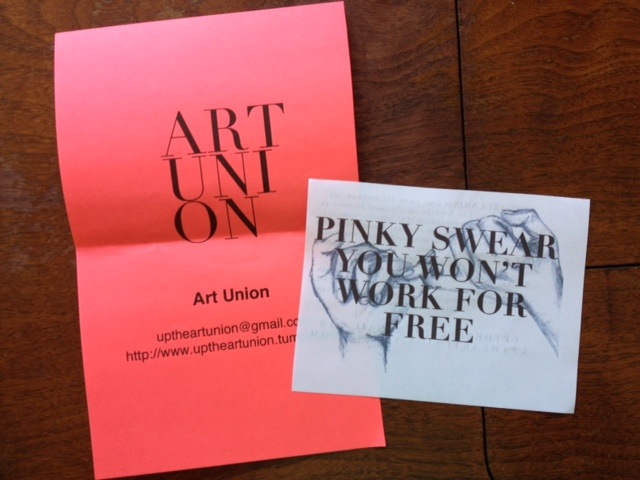 ART
UNI
ON
Art Union
uptheartunion@gmail.co
http://www.uptheartunion.tum
PINKY SWEAR
YOU WON'T
WORK FOR
FREE